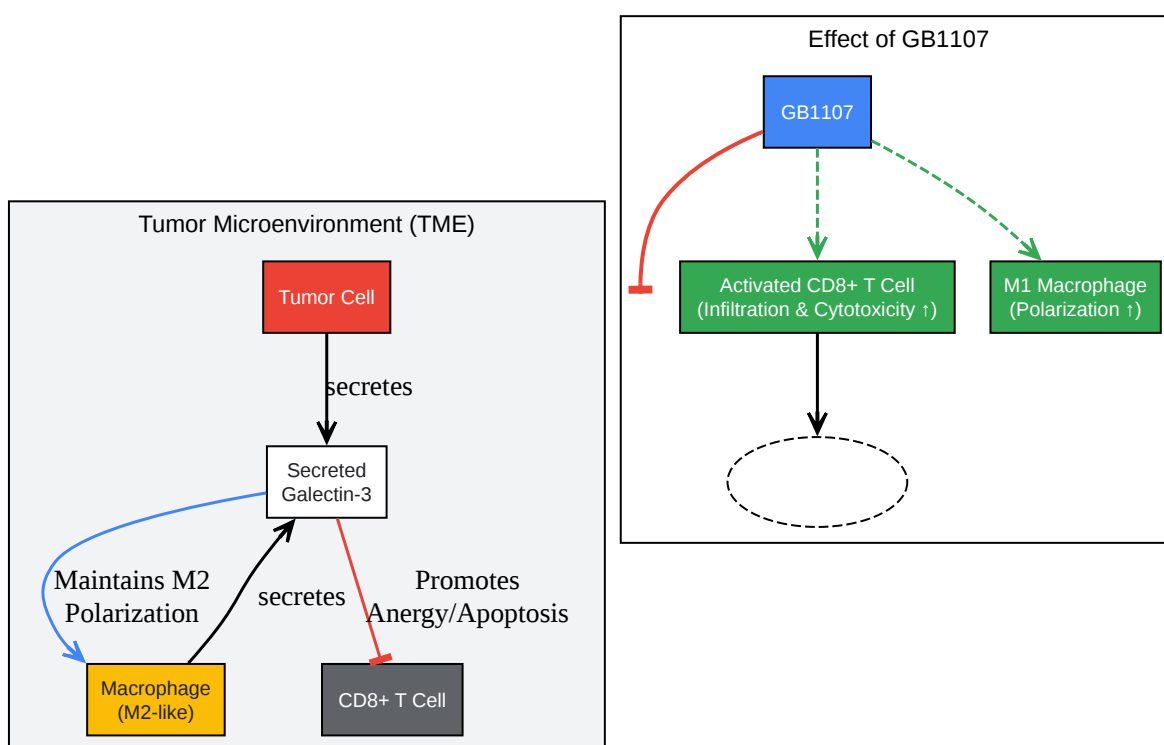 Effect of GB1107
GB1107
Activated CD8+ T Cell
(Infiltration & Cytotoxicity ↑)
M1 Macrophage
(Polarization ↑)
Tumor Microenvironment (TME)
Tumor Cell
secretes
Secreted
Galectin-3
Maintains M2
Polarization
secretes
Promotes
Anergy/Apoptosis
Macrophage
(M2-like)
CD8+ T Cell